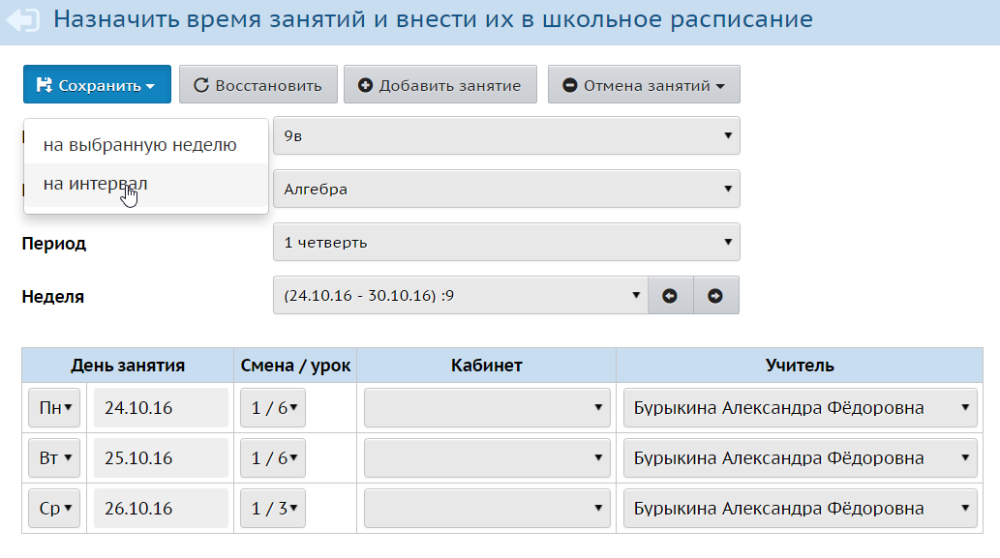 Назначить время занятий и внести их в школьное расписание
Сохранить Восстановить Добавить занятие Отмена занятий
на выбранную неделю
9в
на интервал
Алгебра
Период 1 четверть
Неделя (24.10.16 - 30.10.16) :9
День занятия Смена / урок Кабинет Учитель
Пн 24.10.16 1 / 6 Бурыкина Александра Фёдоровна
Вт 25.10.16 1 / 6 Бурыкина Александра Фёдоровна
Ср 26.10.16 1 / 3 Бурыкина Александра Фёдоровна